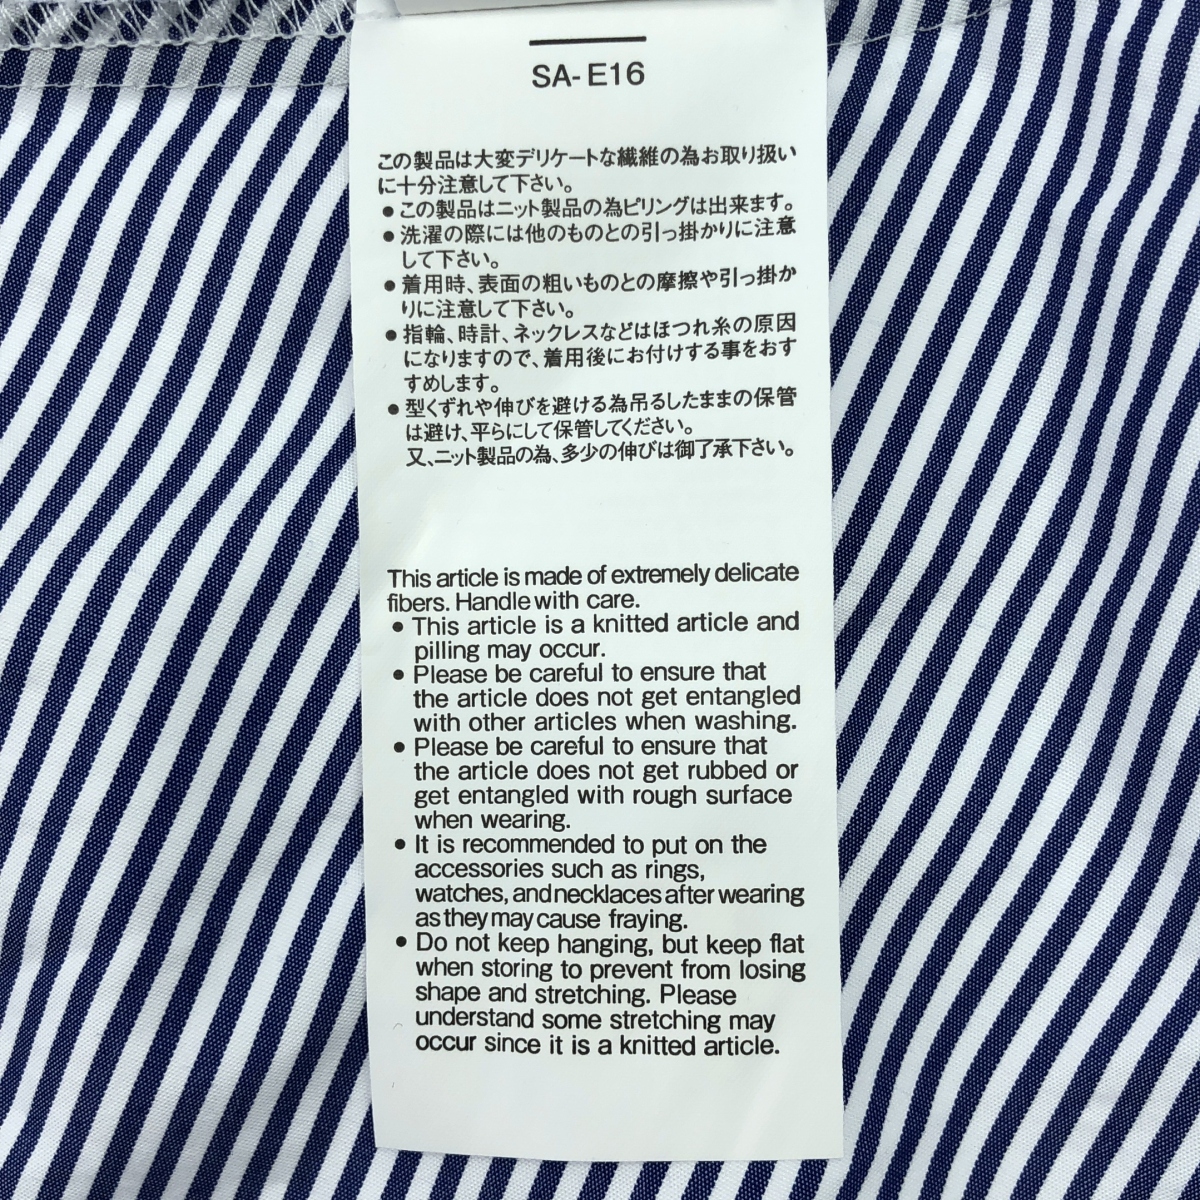 SA-E16
この製品は大変デリケートな繊維の為お取り扱い
に十分注意して下さい。
●この製品はニット製品の為ピリングは出来ます。
●洗濯の際には他のものとの引っ掛かりに注意
して下さい。
●着用時、表面の粗いものとの摩擦や引っ掛か
りに注意して下さい。
●指輪、時計、ネックレスなどはほつれ糸の原因
になりますので、着用後にお付けする事をおす
すめします。
●型くずれや伸びを避ける為吊るしたままの保管
は避け、平らにして保管してください。
又、ニット製品の為、多少の伸びは御了承下さい。
This article is made of extremely delicate
fibers. Handle with care.
● This article is a knitted article and
pilling may occur.
● Please be careful to ensure that
the article does not get entangled
with other articles when washing.
● Please be careful to ensure that
the article does not get rubbed or
get entangled with rough surface
when wearing.
● It is recommended to put on the
accessories such as rings,
watches, and necklaces after wearing
as they may cause fraying.
● Do not keep hanging, but keep flat
when storing to prevent from losing
shape and stretching. Please
understand some stretching may
occur since it is a knitted article.